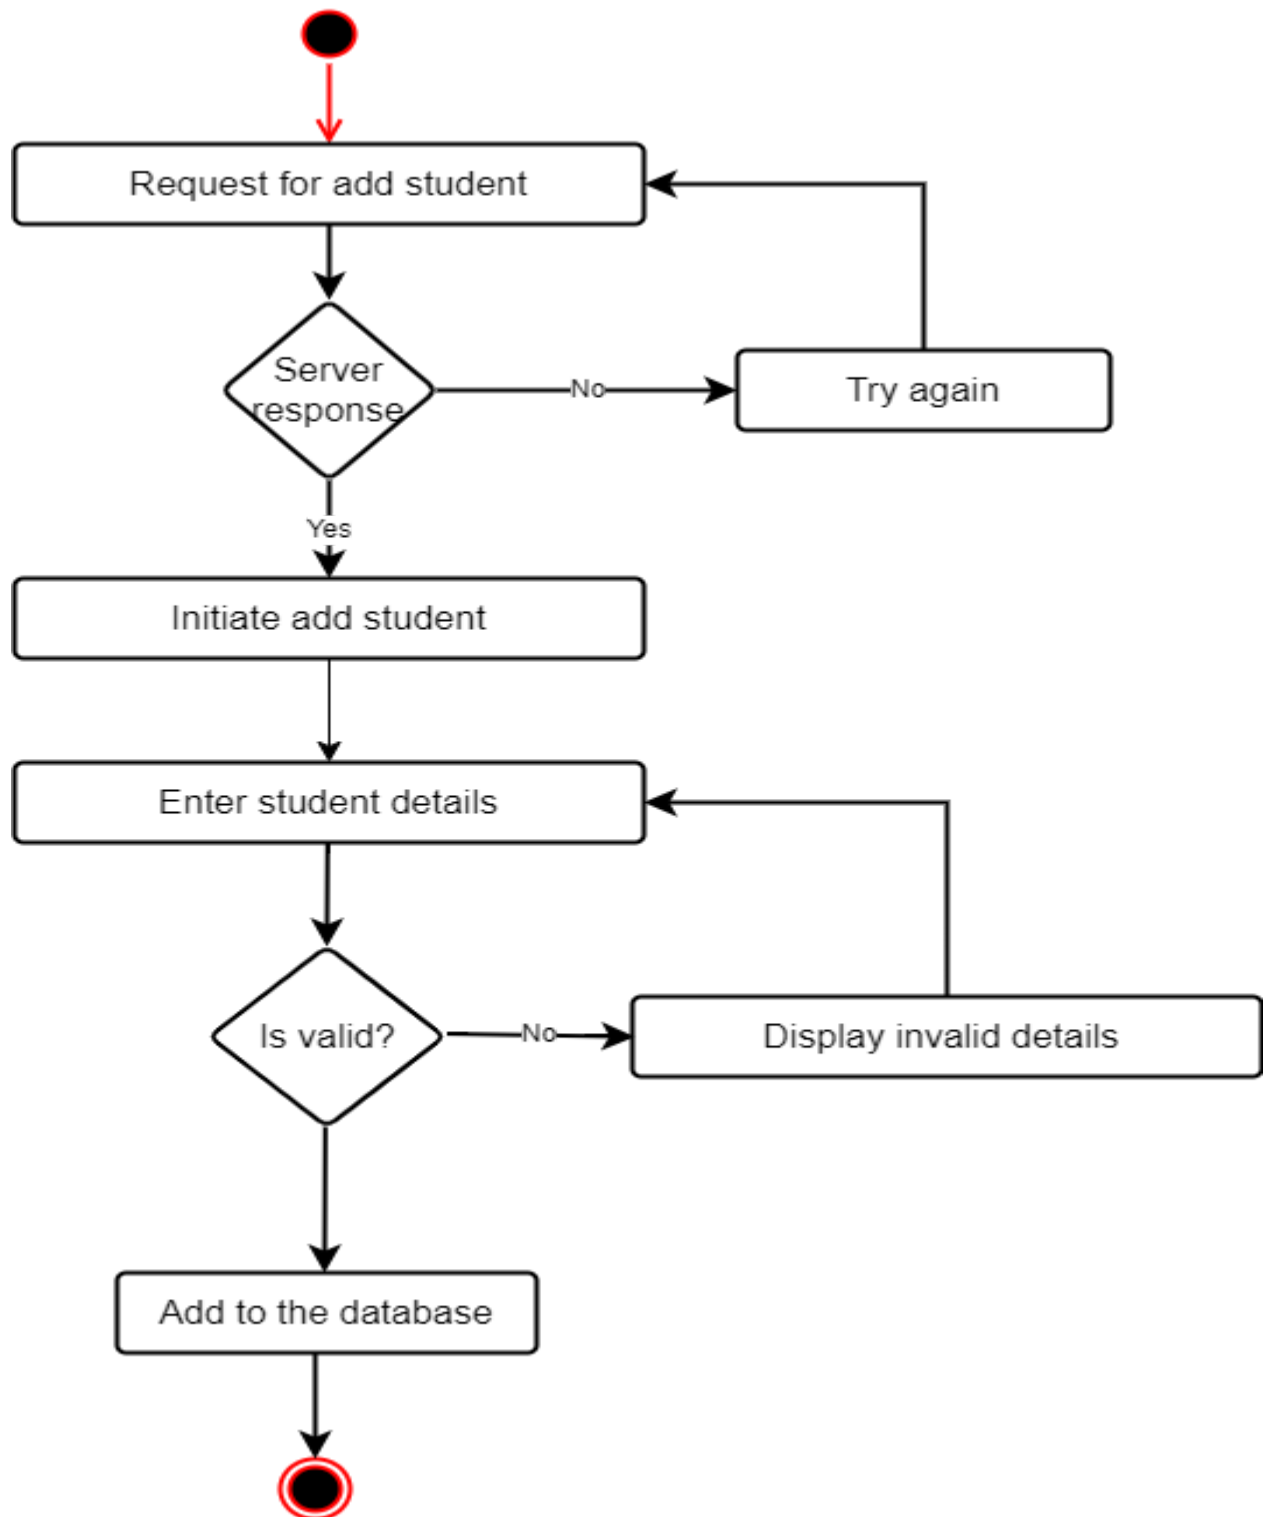 Request for add student
Server
response
No
Try again
Yes
Initiate add student
Enter student details
Is valid?
No
Display invalid details
Add to the database